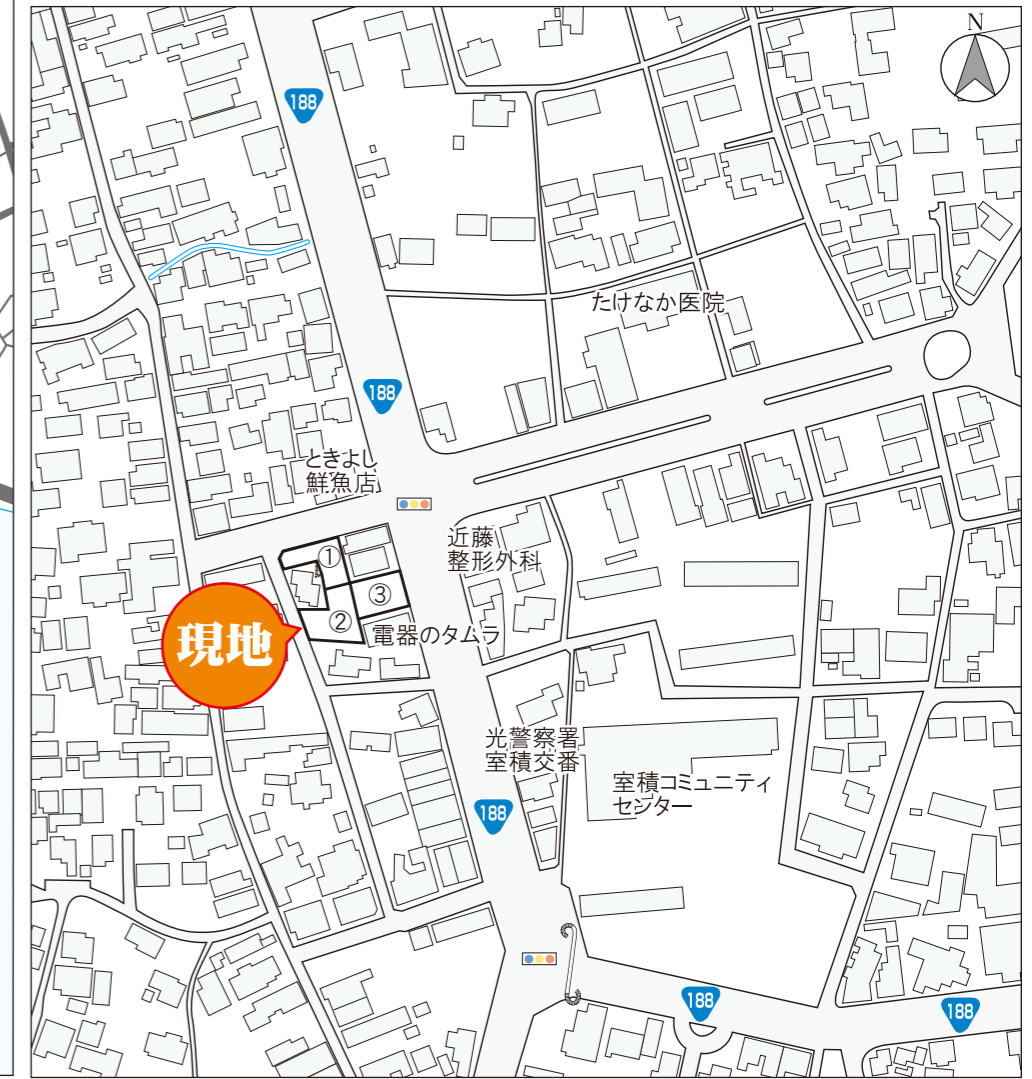 N
188
たけなか医院
188
ときよし
鮮魚店
近藤
整形外科
①
③
②
現地
電器のタムラ
光警察署
室積交番
室積コミュニティ
センター
188
188
188